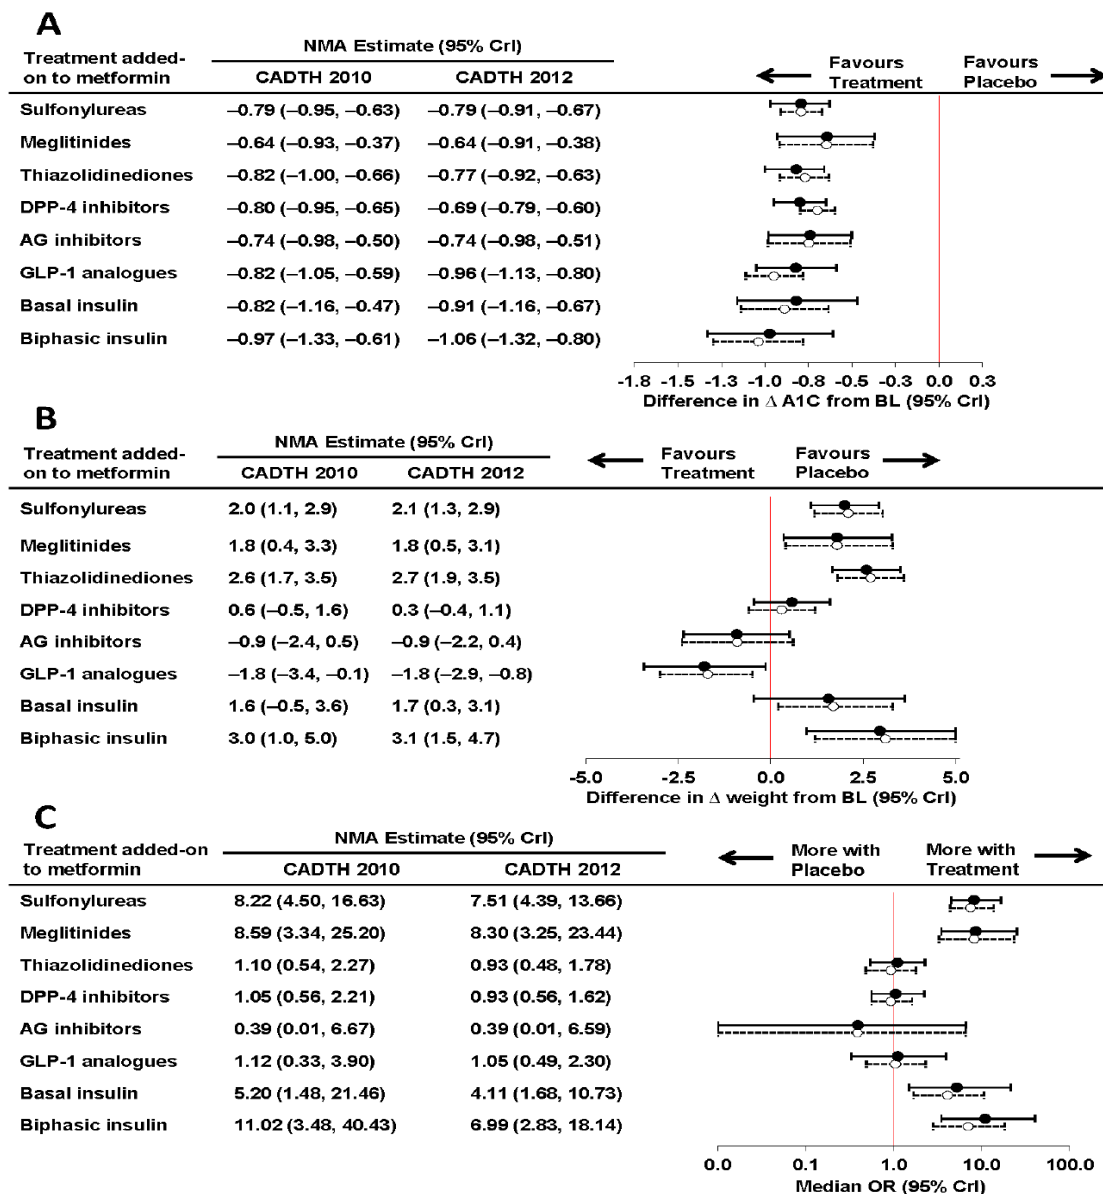 A
Treatment added-
on to metformin
NMA Estimate (95% Crl)
CADTH 2010 CADTH 2012
Favours
Treatment
Favours
Placebo
Sulfonylureas –0.79 (–0.95, –0.63) –0.79 (–0.91, –0.67)
Meglitinides –0.64 (–0.93, –0.37) –0.64 (–0.91, –0.38)
Thiazolidinediones –0.82 (–1.00, –0.66) –0.77 (–0.92, –0.63)
DPP-4 inhibitors –0.80 (–0.95, –0.65) –0.69 (–0.79, –0.60)
AG inhibitors –0.74 (–0.98, –0.50) –0.74 (–0.98, –0.51)
GLP-1 analogues –0.82 (–1.05, –0.59) –0.96 (–1.13, –0.80)
Basal insulin –0.82 (–1.16, –0.47) –0.91 (–1.16, –0.67)
Biphasic insulin –0.97 (–1.33, –0.61) –1.06 (–1.32, –0.80)
-1.8 -1.3 -1.0 -0.8 -0.5 -0.3 0.0 0.3
Difference in Δ A1C from BL (95% Crl)
B
Treatment added-
on to metformin
NMA Estimate (95% Crl)
CADTH 2010 CADTH 2012
Favours
Treatment
Favours
Placebo
Sulfonylureas 2.0 (1.1, 2.9) 2.1 (1.3, 2.9)
Meglitinides 1.8 (0.4, 3.3) 1.8 (0.5, 3.1)
Thiazolidinediones 2.6 (1.7, 3.5) 2.7 (1.9, 3.5)
DPP-4 inhibitors 0.6 (–0.5, 1.6) 0.3 (–0.4, 1.1)
AG inhibitors –0.9 (–2.4, 0.5) –0.9 (–2.2, 0.4)
GLP-1 analogues –1.8 (–3.4, –0.1) –1.8 (–2.9, –0.8)
Basal insulin 1.6 (–0.5, 3.6) 1.7 (0.3, 3.1)
Biphasic insulin 3.0 (1.0, 5.0) 3.1 (1.5, 4.7)
-5.0 -2.5 0.0 2.5 5.0
Difference in Δ weight from BL (95% Crl)
C
Treatment added-on
to metformin
NMA Estimate (95% Crl)
CADTH 2010 CADTH 2012
More with
Placebo
More with
Treatment
Sulfonylureas 8.22 (4.50, 16.63) 7.51 (4.39, 13.66)
Meglitinides 8.59 (3.34, 25.20) 8.30 (3.25, 23.44)
Thiazolidinediones 1.10 (0.54, 2.27) 0.93 (0.48, 1.78)
DPP-4 inhibitors 1.05 (0.56, 2.21) 0.93 (0.56, 1.62)
AG inhibitors 0.39 (0.01, 6.67) 0.39 (0.01, 6.59)
GLP-1 analogues 1.12 (0.33, 3.90) 1.05 (0.49, 2.30)
Basal insulin 5.20 (1.48, 21.46) 4.11 (1.68, 10.73)
Biphasic insulin 11.02 (3.48, 40.43) 6.99 (2.83, 18.14)
0.0 0.1 1.0 10.0 100.0
Median OR (95% Crl)